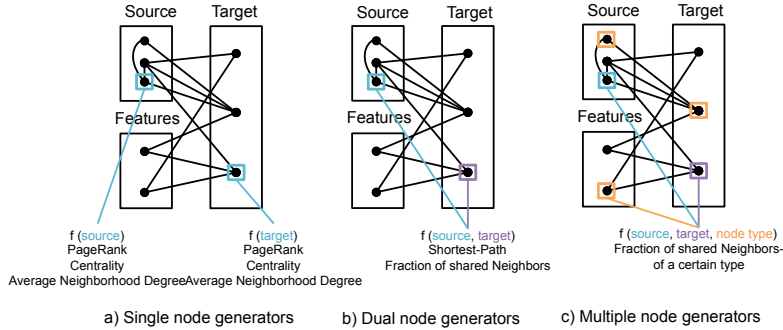 Source Target
Features
f (source)
PageRank
Centrality
Average Neighborhood Degree
f (target)
PageRank
Centrality
Average Neighborhood Degree
a) Single node generators
Source Target
Features
f (source, target)
Shortest-Path
Fraction of shared Neighbors
b) Dual node generators
Source Target
Features
f (source, target, node type)
Fraction of shared Neighbors-
of a certain type
c) Multiple node generators